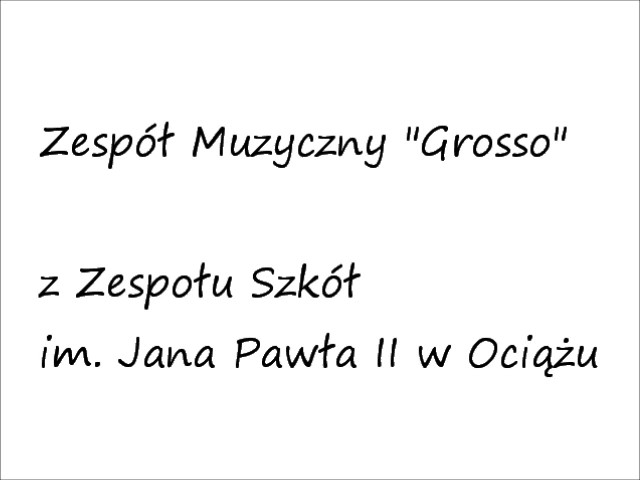 Zespół Muzyczny "Grosso"
z Zespołu Szkół
im. Jana Pawła II w Ociążu